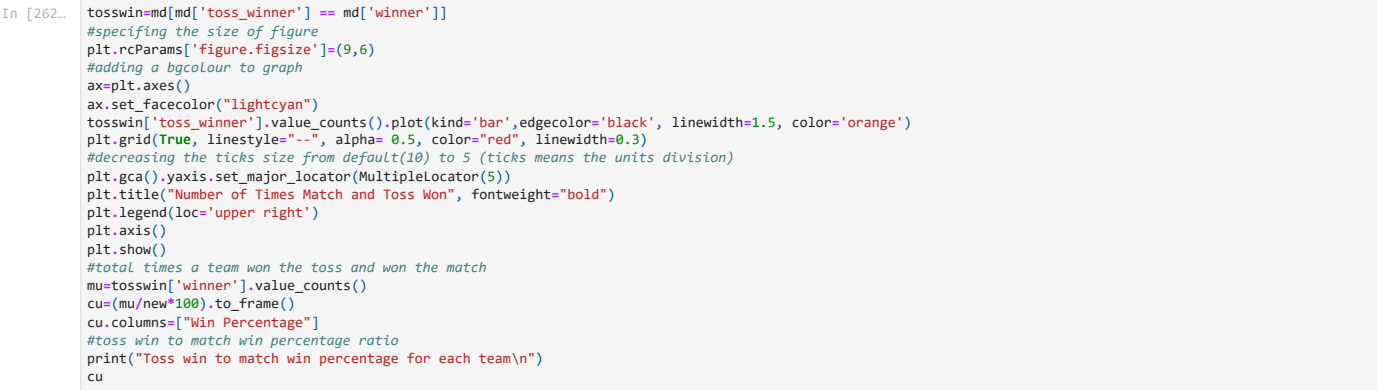 In [262…
tosswin=md[md['toss_winner'] == md['winner']]
#specifing the size of figure
plt.rcParams['figure.figsize']=(9,6)
#adding a bgcolour to graph
ax=plt.axes()
ax.set_facecolor("lightcyan")
tosswin['toss_winner'].value_counts().plot(kind='bar',edgecolor='black', linewidth=1.5, color='orange')
plt.grid(True, linestyle="--", alpha= 0.5, color="red", linewidth=0.3)
#decreasing the ticks size from default(10) to 5 (ticks means the units division)
plt.gca().yaxis.set_major_locator(MultipleLocator(5))
plt.title("Number of Times Match and Toss Won", fontweight="bold")
plt.legend(loc='upper right')
plt.axis()
plt.show()
#total times a team won the toss and won the match
mu=tosswin['winner'].value_counts()
cu=(mu/new*100).to_frame()
cu.columns=["Win Percentage"]
#toss win to match win percentage ratio
print("Toss win to match win percentage for each team\n")
cu